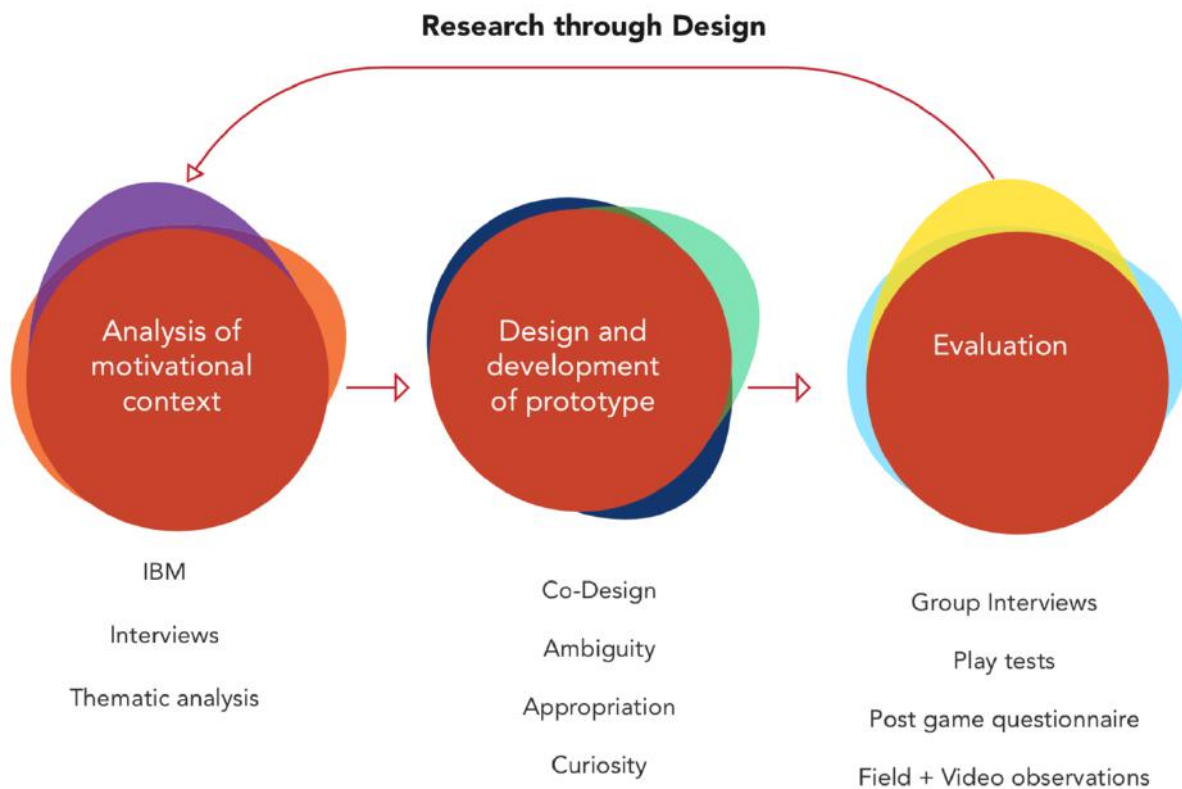 Research through Design
Analysis of
motivational
context
Design and
development
of prototype
Evaluation
IBM
Interviews
Thematic analysis
Co-Design
Ambiguity
Appropriation
Curiosity
Group Interviews
Play tests
Post game questionnaire
Field + Video observations